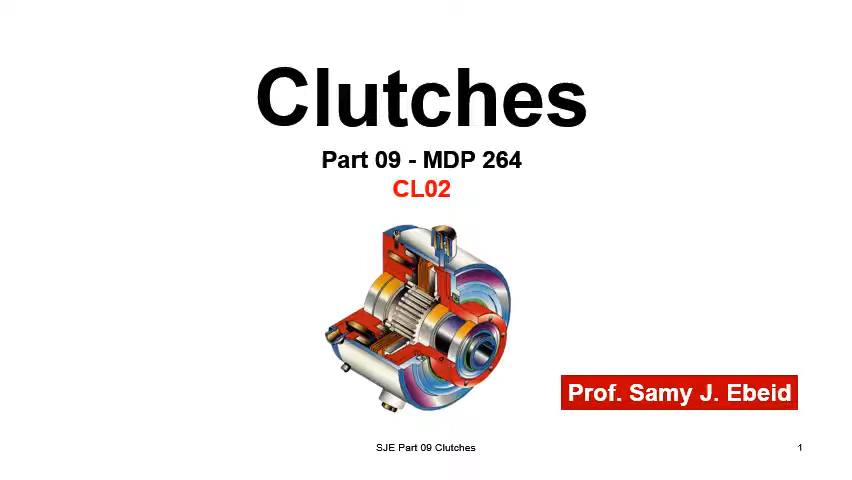 Clutches
Part 09 - MDP 264
CL02
Prof. Samy J. Ebeid
SJE Part 09 Clutches
1